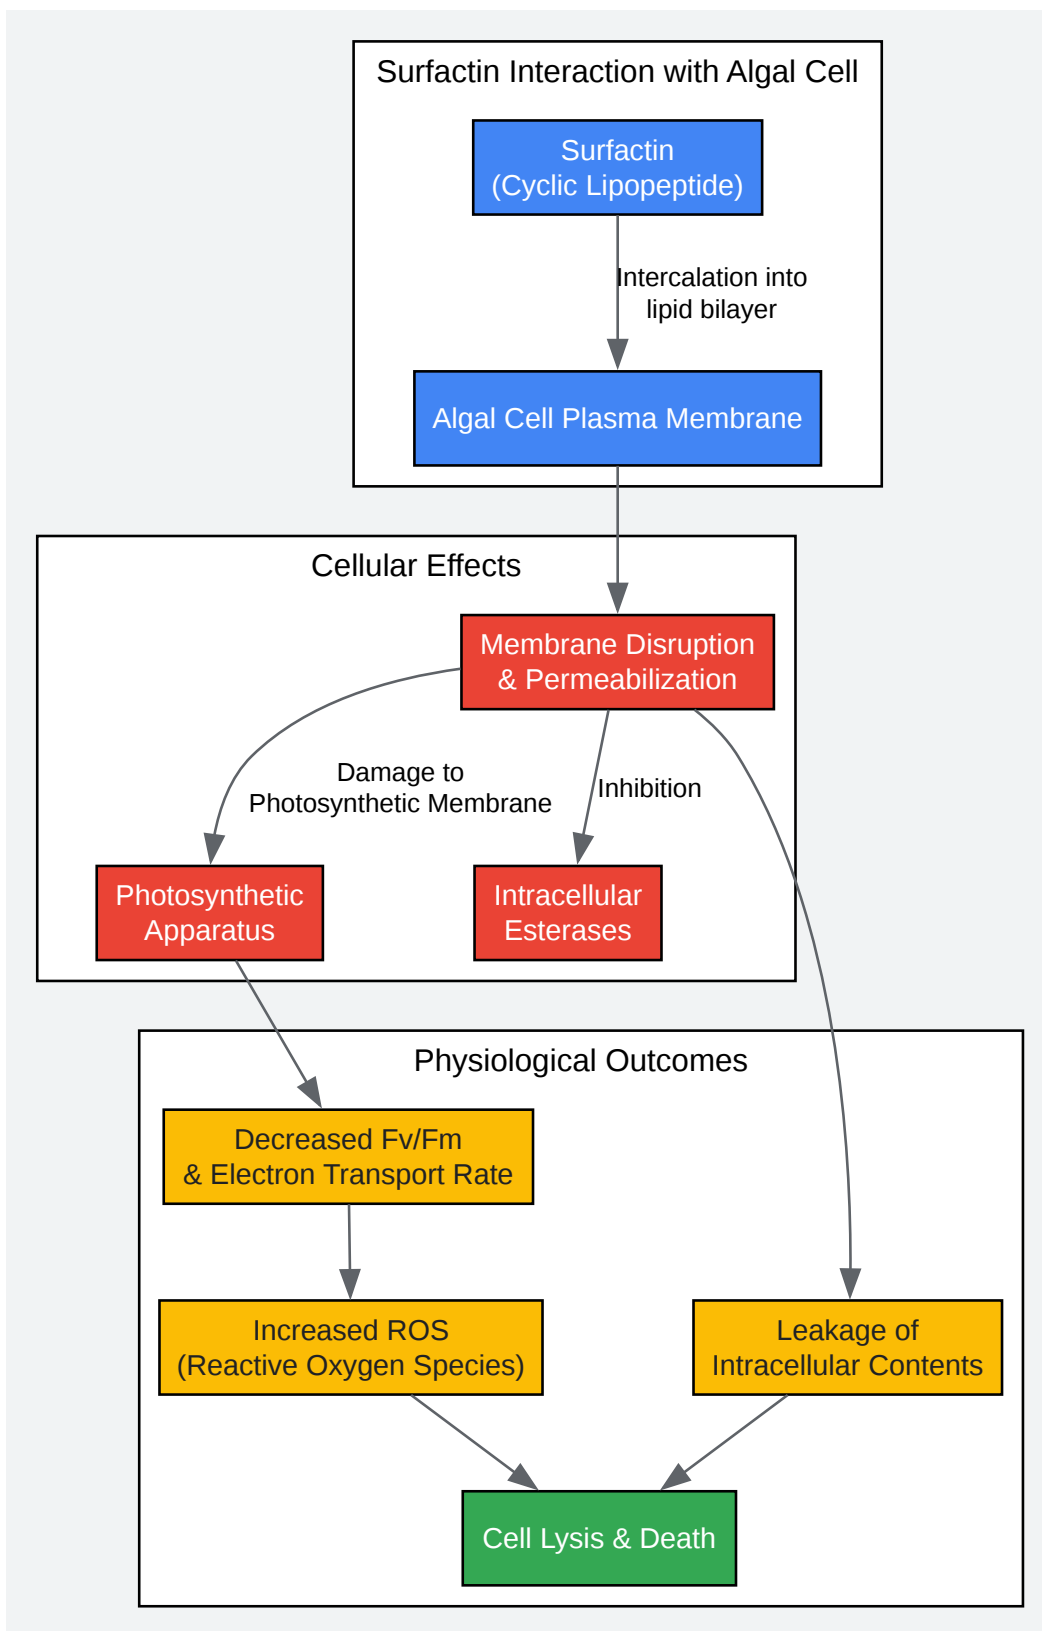 Surfactin Interaction with Algal Cell
Surfactin
(Cyclic Lipopeptide)
Intercalation into
lipid bilayer
Algal Cell Plasma Membrane
Cellular Effects
Membrane Disruption
& Permeabilization
Damage to
Photosynthetic Membrane
Inhibition
Photosynthetic
Apparatus
Intracellular
Esterases
Physiological Outcomes
Decreased Fv/Fm
& Electron Transport Rate
Increased ROS
(Reactive Oxygen Species)
Leakage of
Intracellular Contents
Cell Lysis & Death